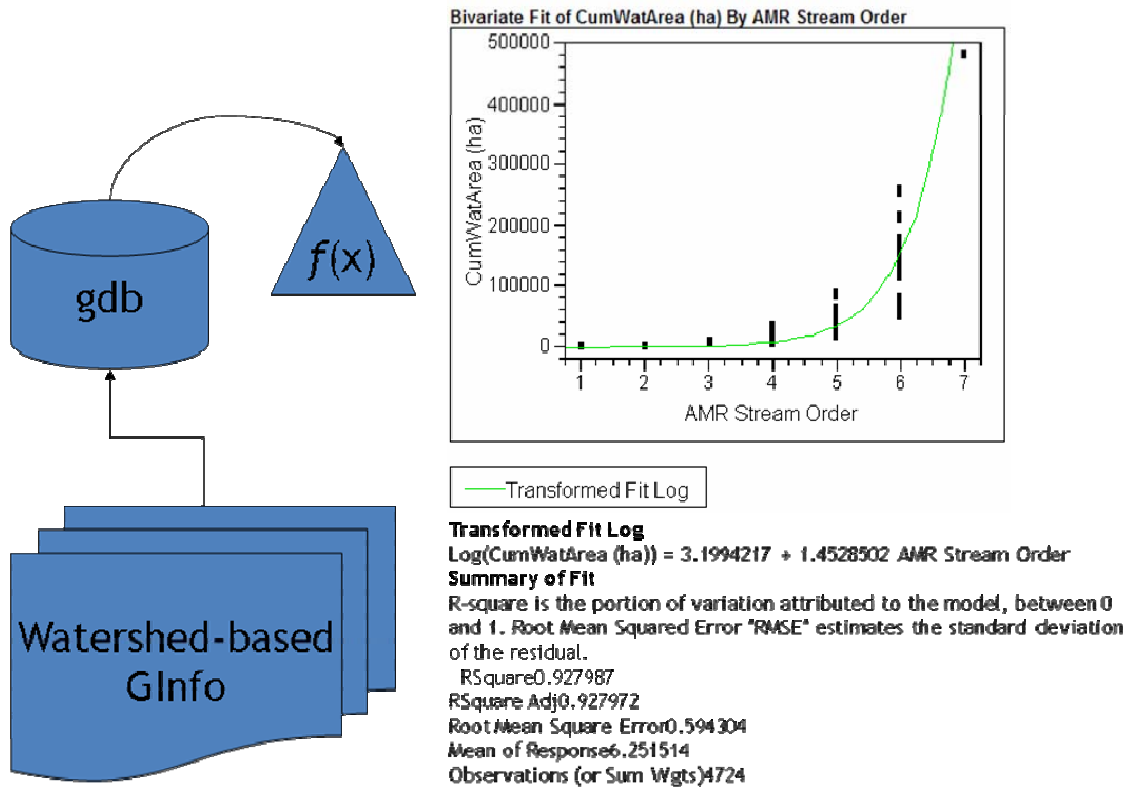 Bivariate Fit of CumWatArea (ha) By AMR Stream Order
500000
400000
300000
200000
100000
0
CumWatArea (ha)
1 2 3 4 5 6 7
AMR Stream Order
gdb
f(x)
Watershed-based
GInfo
Transformed Fit Log
Transformed Fit Log
Log(CumWatArea (ha)) = 3.1994217 + 1.4528502 AMR Stream Order
Summary of Fit
R-square is the portion of variation attributed to the model, between 0
and 1. Root Mean Squared Error "RMSE" estimates the standard deviation
of the residual.
RSquare0.927987
RSquare Adj0.927972
Root Mean Square Error0.594304
Mean of Response6.251514
Observations (or Sum Wgts)4724